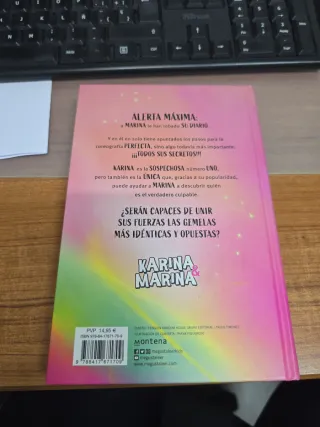 ALERTA MÁXIMA:
a MARINA le han robado SU DIARIO.
Y en él no solo tiene apuntados los pasos para la
coreografía PERFECTA, sino algo todavía más importante:
¡¡¡TODOS SUS SECRETOS!!!
KARINA es la SOSPECHOSA número UNO,
pero también es la ÚNICA que, gracias a su popularidad,
puede ayudar a MARINA a descubrir quién
es el verdadero culpable.
¿SERÁN CAPACES DE UNIR
SUS FUERZAS LAS GEMELAS
MÁS IDÉNTICAS Y OPUESTAS?
KARINA &
MARINA
PVP 14,95 €
montena